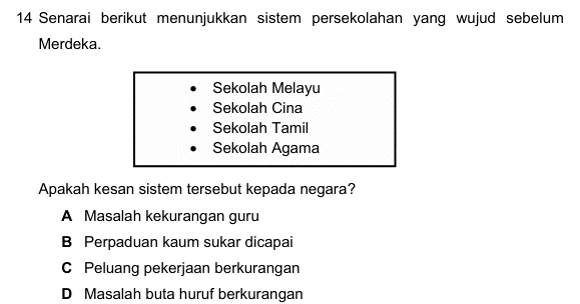 14 Senarai berikut menunjukkan sistem persekolahan yang wujud sebelum
Merdeka.
• Sekolah Melayu
• Sekolah Cina
• Sekolah Tamil
• Sekolah Agama
Apakah kesan sistem tersebut kepada negara?
A Masalah kekurangan guru
B Perpaduan kaum sukar dicapai
C Peluang pekerjaan berkurangan
D Masalah buta huruf berkurangan